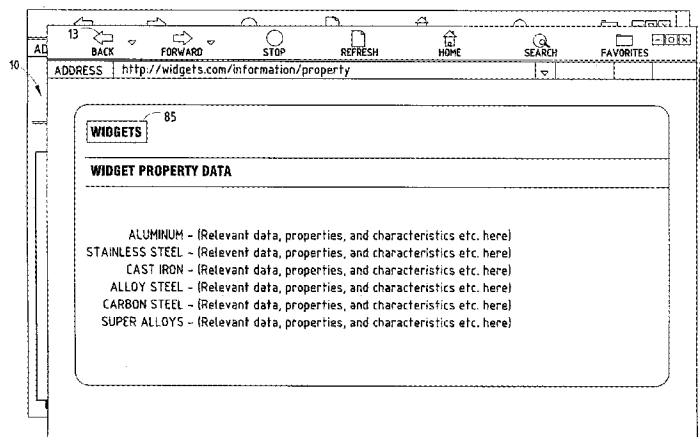 13
BACK FORWARD STOP REFRESH HOME SEARCH FAVORITES
AD
10
ADDRESS http://widgets.com/information/property
WIDGETS 85
WIDGET PROPERTY DATA
ALUMINUM - (Relevant data, properties, and characteristics etc. here)
STAINLESS STEEL - (Relevant data, properties, and characteristics etc. here)
CAST IRON - (Relevant data, properties, and characteristics etc. here)
ALLOY STEEL - (Relevant data, properties, and characteristics etc. here)
CARBON STEEL - (Relevant data, properties, and characteristics etc. here)
SUPER ALLOYS - (Relevant data, properties, and characteristics etc. here)